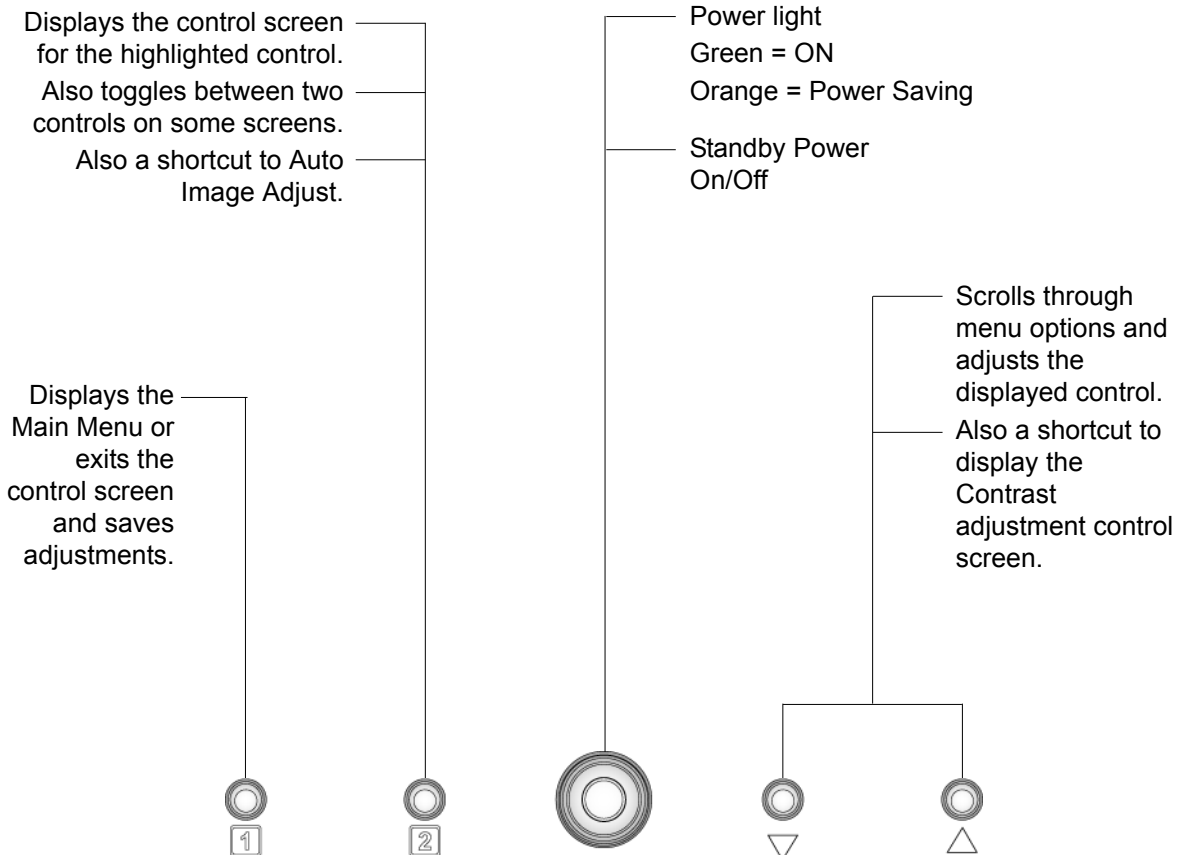 Displays the control screen
for the highlighted control.
Also toggles between two
controls on some screens.
Also a shortcut to Auto
Image Adjust.
Power light
Green = ON
Orange = Power Saving
Standby Power
On/Off
Scrolls through
menu options and
adjusts the
displayed control.
Also a shortcut to
display the
Contrast
adjustment control
screen.
Displays the
Main Menu or
exits the
control screen
and saves
adjustments.
1
2